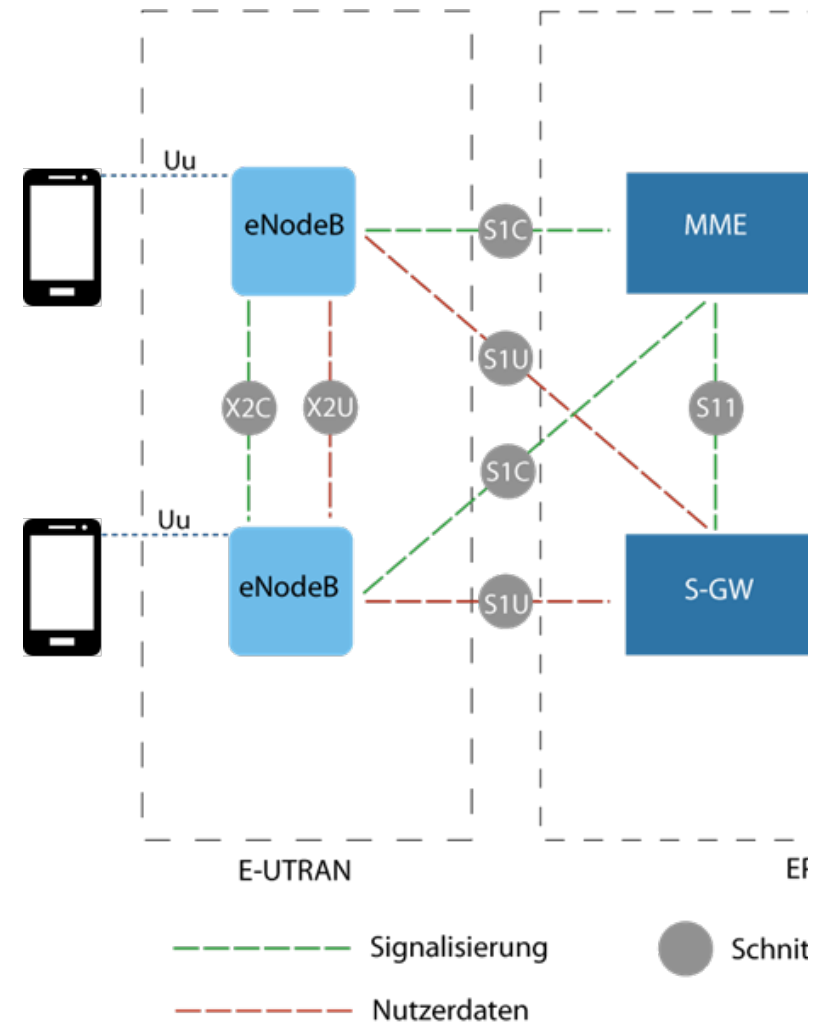 Uu
eNodeB
S1C
MME
S1U
X2C
X2U
S11
S1C
Uu
eNodeB
S1U
S-GW
E-UTRAN
Signalisierung
Nutzerdaten